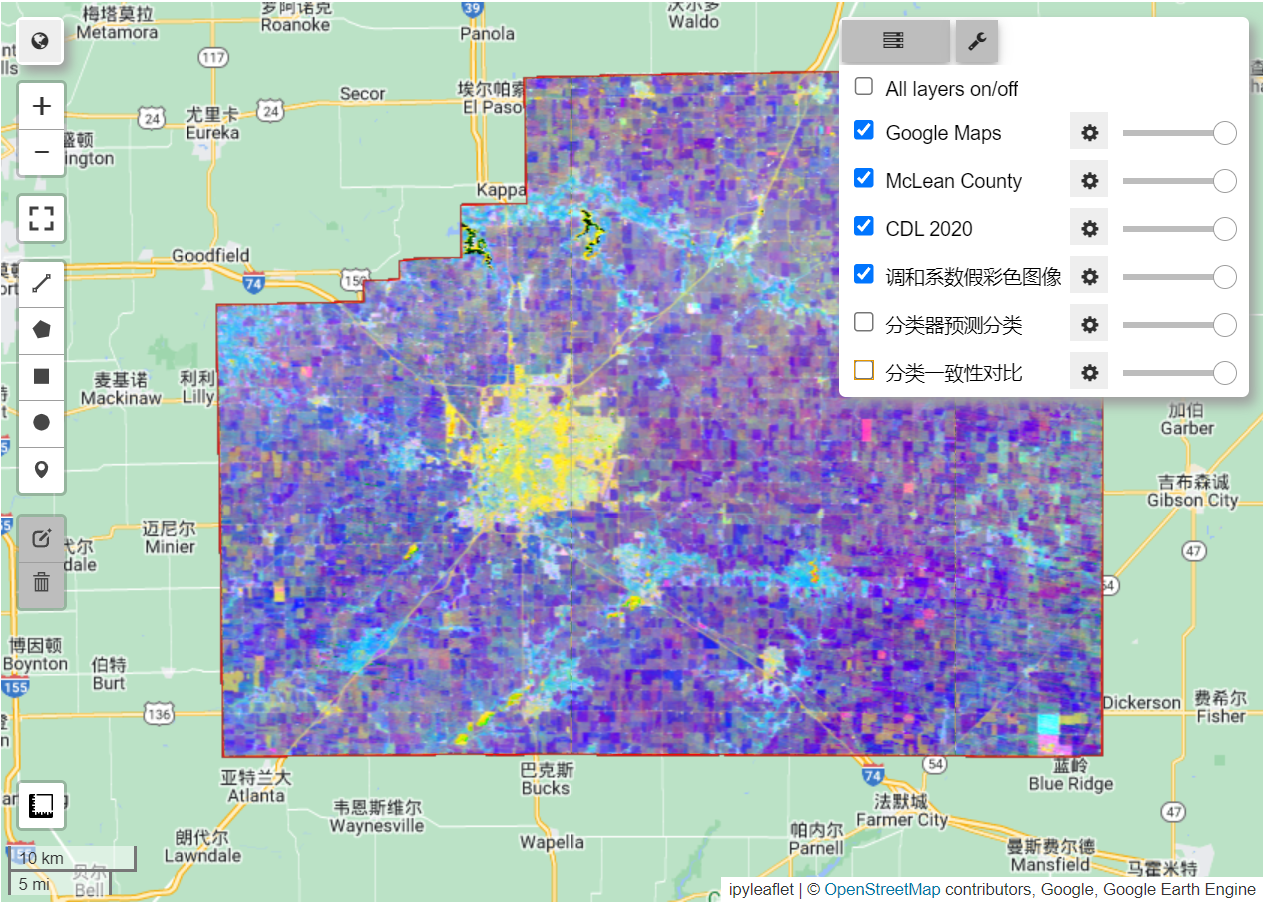 梅塔莫拉
Metamora
罗阿诺克
Roanoke
39
Panola
沃尔多
Waldo
117
24
尤里卡
Eureka
24
Secor
埃尔帕索
El Paso
盛顿
ington
Kappa
Goodfield
74
150
麦基诺
Mackinaw
利利
Lilly
迈尼尔
Minier
代尔
dale
博因顿
Boynton
伯特
Burt
155
136
亚特兰大
Atlanta
巴克斯
Bucks
韦恩斯维尔
Waynesville
朗代尔
Lawndale
Wapella
贝尔
Bell
加伯
Garber
吉布森诚
Gibson City
47
54
Dickerson
费希尔
Fisher
54
蓝岭
Blue Ridge
74
法默城
Farmer City
47
帕内尔
Parnell
曼斯费尔德
Mansfield
马霍米特
All layers on/off
Google Maps
McLean County
CDL 2020
调和系数假彩色图像
分类器预测分类
分类一致性对比
10 km
5 mi
ipyleaflet | © OpenStreetMap contributors, Google, Google Earth Engine